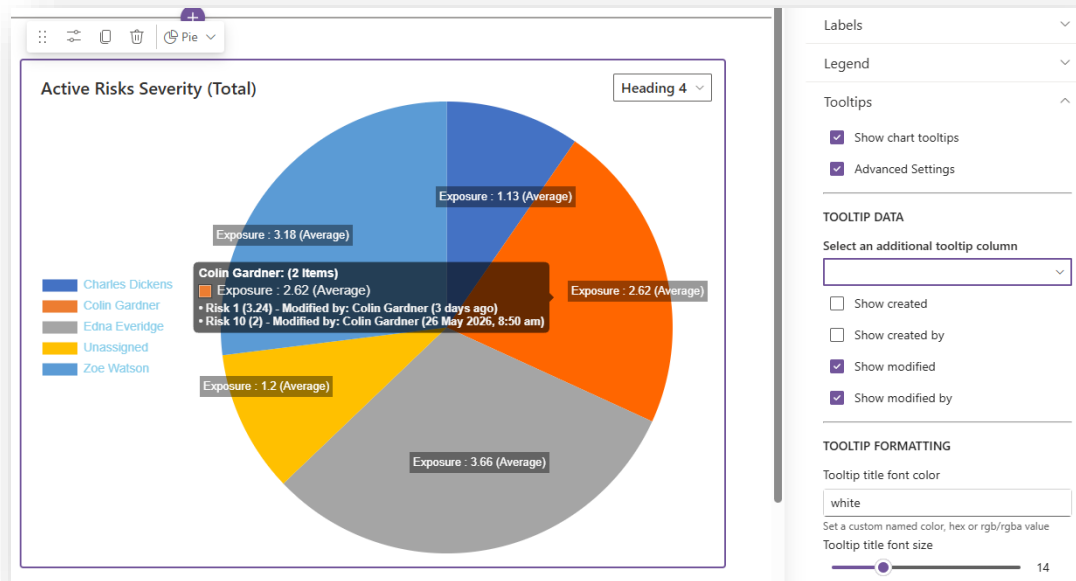 Pie
Active Risks Severity (Total)
Heading 4
Exposure : 1.13 (Average)
Exposure : 3.18 (Average)
Colin Gardner: (2 Items)
Exposure : 2.62 (Average)
• Risk 1 (3.24) - Modified by: Colin Gardner (3 days ago)
• Risk 10 (2) - Modified by: Colin Gardner (26 May 2026, 8:50 am)
Exposure : 2.62 (Average)
Charles Dickens
Colin Gardner
Edna Everidge
Unassigned
Zoe Watson
Exposure : 1.2 (Average)
Exposure : 3.66 (Average)
Labels
Legend
Tooltips
Show chart tooltips
Advanced Settings
TOOLTIP DATA
Select an additional tooltip column
Show created
Show created by
Show modified
Show modified by
TOOLTIP FORMATTING
Tooltip title font color
white
Set a custom named color, hex or rgb/rgba value
Tooltip title font size
14